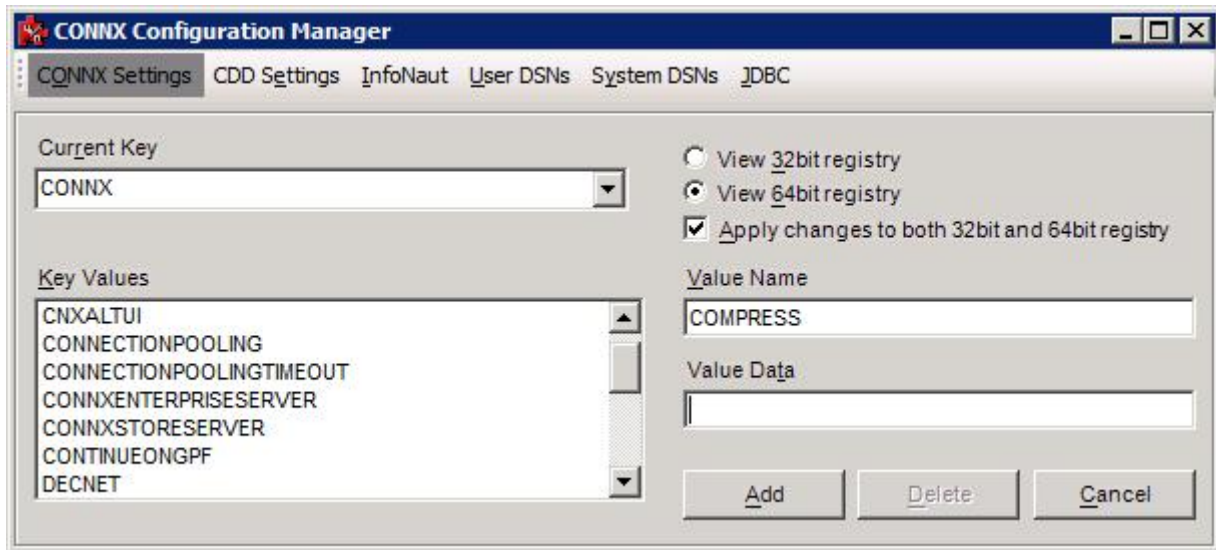 CONNX Configuration Manager
CONNX Settings CDD Settings InfoNaut User DSNs System DSNs JDBC
Current Key
CONNX
View 32bit registry
View 64bit registry
Apply changes to both 32bit and 64bit registry
Key Values
CNXALTUI
CONNECTIONPOOLING
CONNECTIONPOOLINGTIMEOUT
CONNXENTERPRISESERVER
CONNXSTORESERVER
CONTINUEONGPF
DECNET
Value Name
COMPRESS
Value Data
Add Delete Cancel